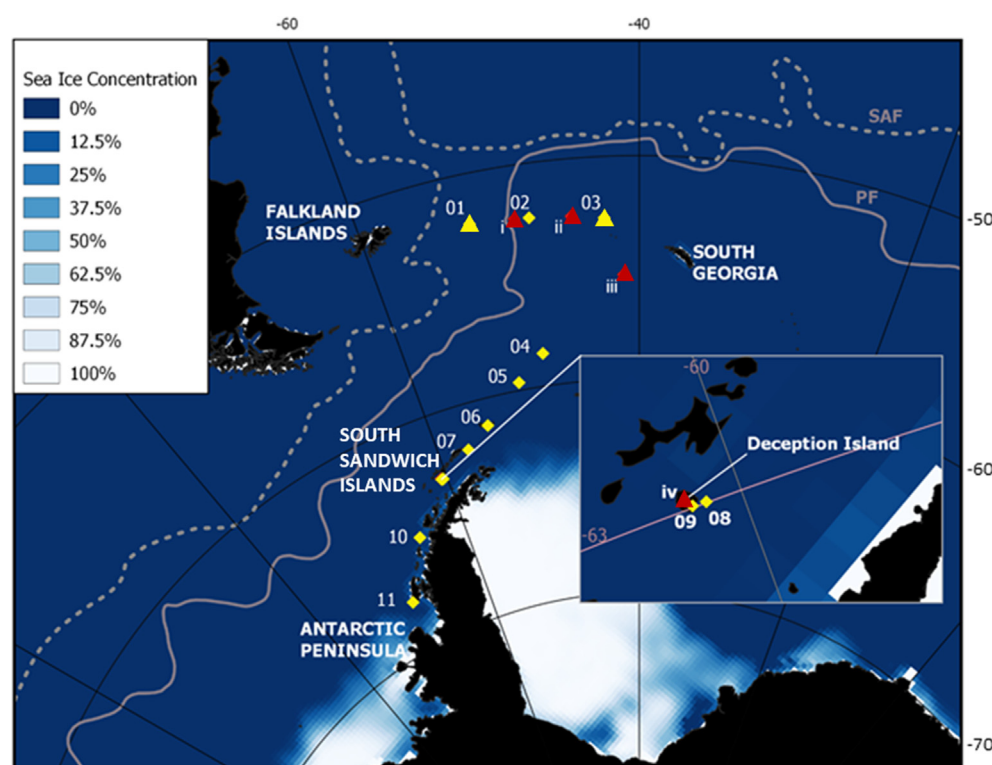 -60
-40
Sea Ice Concentration
0%
12.5%
25%
37.5%
50%
62.5%
75%
87.5%
100%
SAF
PF
-50
FALKLAND
ISLANDS
01
i
02
ii
03
iii
SOUTH
GEORGIA
04
05
06
07
SOUTH
SANDWICH
ISLANDS
-60
Deception Island
iv
09
08
-63
-60
10
11
ANTARCTIC
PENINSULA
-70